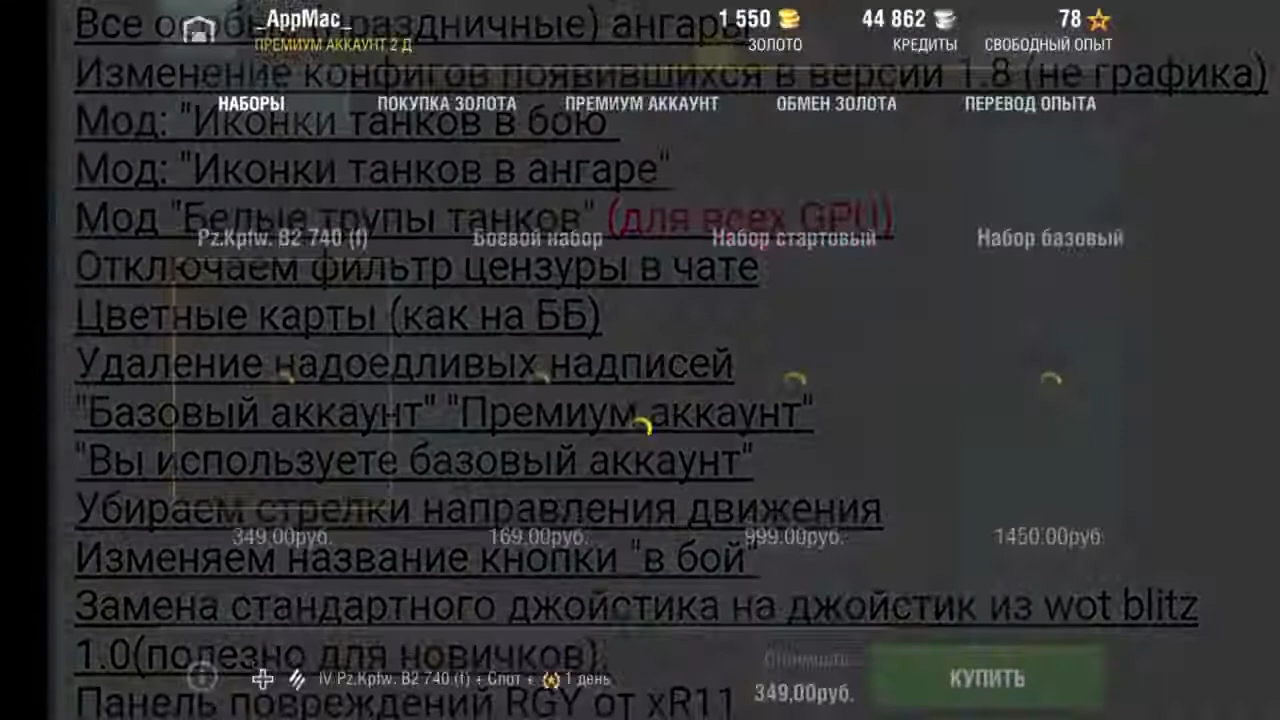 Все особые (праздничные) ангары
_AppMac_
ПРЕМИУМ АККАУНТ 2 Д
1 550
ЗОЛОТО
44 862
КРЕДИТЫ
78
СВОБОДНЫЙ ОПЫТ
Изменение конфигов появившихся в версии 1.8 (не графика)
НАБОРЫ
ПОКУПКА ЗОЛОТА
ПРЕМИУМ АККАУНТ
ОБМЕН ЗОЛОТА
ПЕРЕВОД ОПЫТА
Мод: "Иконки танков в бою"
Мод: "Иконки танков в ангаре"
Мод "Белые трупы танков" (для всех GPU)
Pz.Kpfw. B2 740 (f)
Боевой набор
Набор стартовый
Набор базовый
Отключаем фильтр цензуры в чате
Цветные карты (как на ББ)
Удаление надоедливых надписей
"Базовый аккаунт" "Премиум аккаунт"
"Вы используете базовый аккаунт"
Убираем стрелки направления движения
349.00руб.
169.00руб.
999.00руб.
1450.00руб.
Изменяем название кнопки "в бой"
Замена стандартного джойстика на джойстик из wot blitz
1.0(полезно для новичков).
IV Pz.Kpfw. B2 740 (f) + Слот + 1 день
Стоимость:
349,00руб.
КУПИТЬ
Панель повреждений RGY от xR11